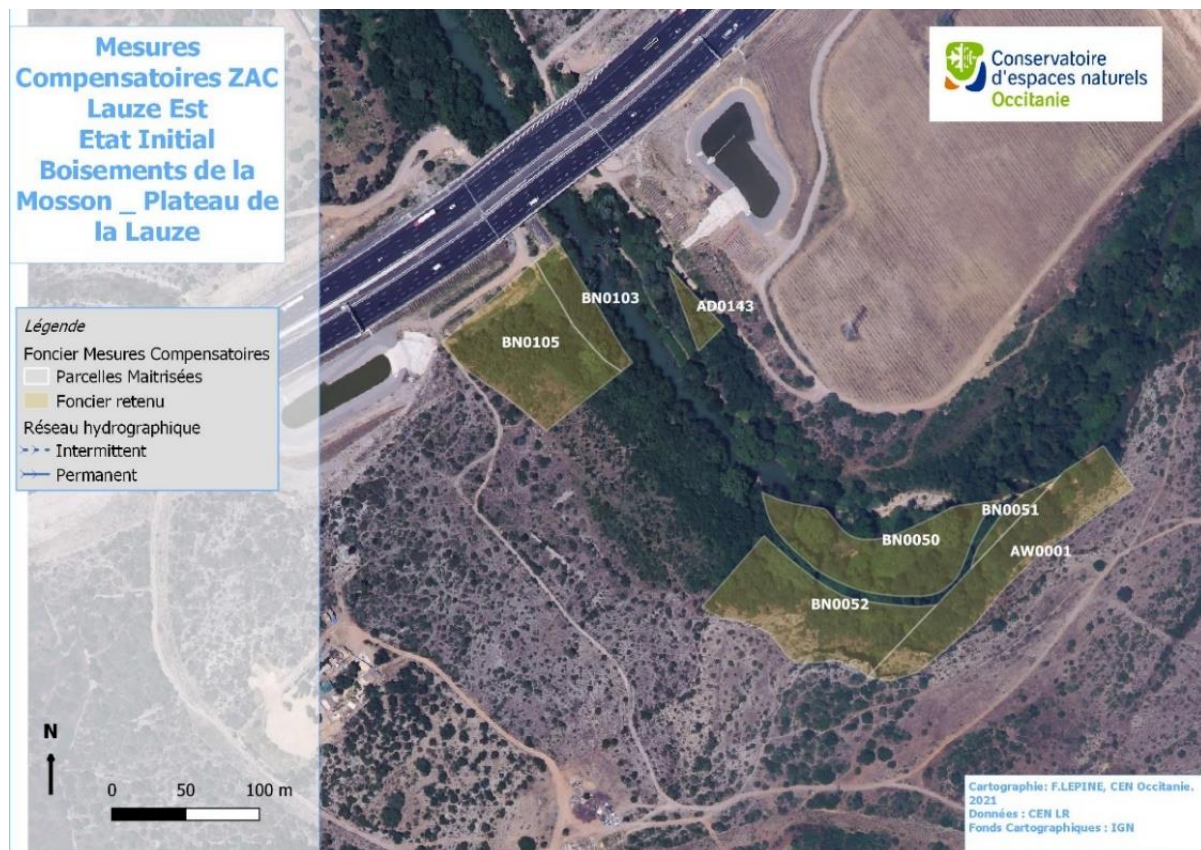 Mesures
Compensatoires ZAC
Lauze Est
Etat Initial
Boisements de la
Mosson _ Plateau de
la Lauze
Conservatoire
d'espaces naturels
Occitanie
Légende
Foncier Mesures Compensatoires
Parcelles Maitrisées
Foncier retenu
Réseau hydrographique
Intermittent
Permanent
BN0103
AD0143
BN0105
BN0051
BN0050
AW0001
BN0052
N
0 50 100 m
Cartographie: F.LEPINE, CEN Occitanie.
2021
Données : CEN LR
Fonds Cartographiques : IGN